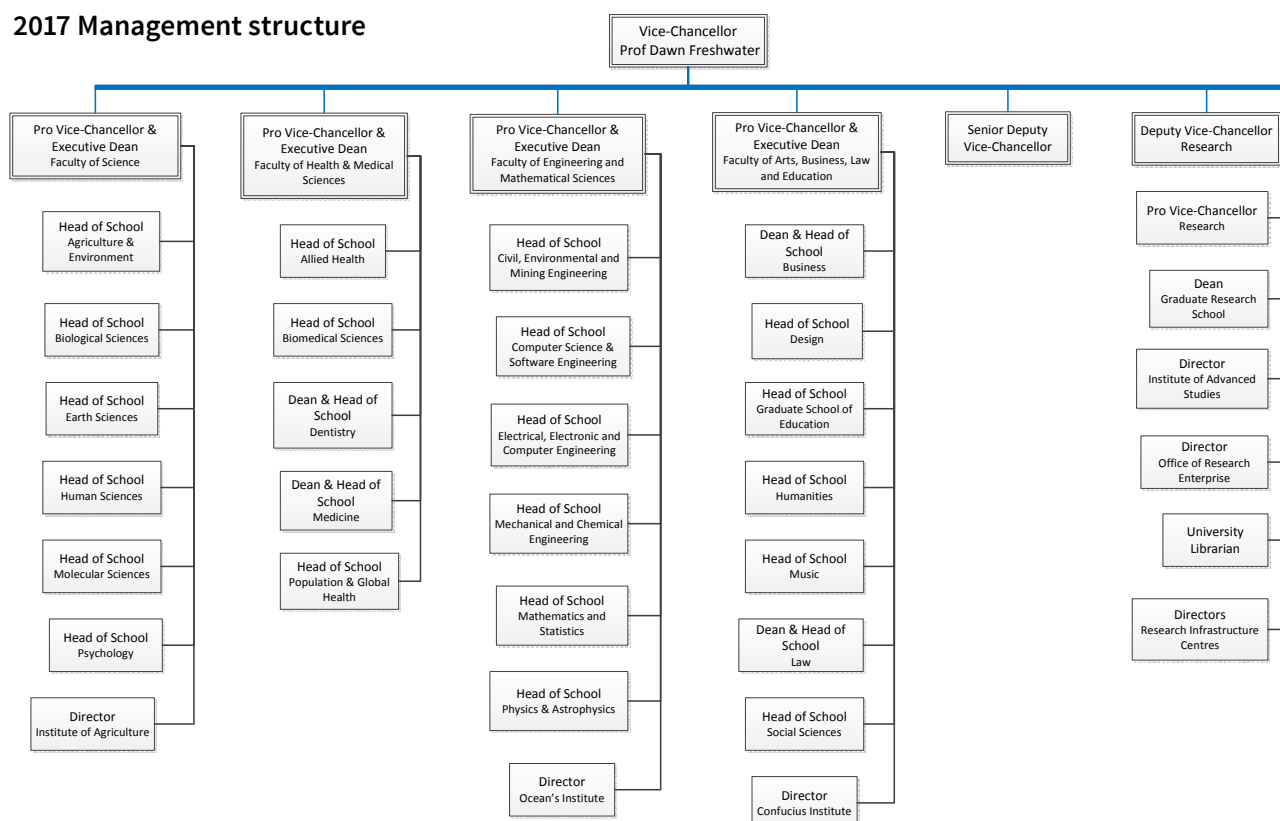 2017 Management structure
Vice-Chancellor
Prof Dawn Freshwater
Pro Vice-Chancellor &
Executive Dean
Faculty of Science
Head of School
Agriculture &
Environment
Head of School
Biological Sciences
Head of School
Earth Sciences
Head of School
Human Sciences
Head of School
Molecular Sciences
Head of School
Psychology
Director
Institute of Agriculture
Pro Vice-Chancellor &
Executive Dean
Faculty of Health & Medical
Sciences
Head of School
Allied Health
Head of School
Biomedical Sciences
Dean & Head of
School
Dentistry
Dean & Head of
School
Medicine
Head of School
Population & Global
Health
Pro Vice-Chancellor &
Executive Dean
Faculty of Engineering and
Mathematical Sciences
Head of School
Civil, Environmental and
Mining Engineering
Head of School
Computer Science &
Software Engineering
Head of School
Electrical, Electronic and
Computer Engineering
Head of School
Mechanical and Chemical
Engineering
Head of School
Mathematics and
Statistics
Head of School
Physics & Astrophysics
Director
Ocean's Institute
Pro Vice-Chancellor &
Executive Dean
Faculty of Arts, Business, Law
and Education
Dean & Head of
School
Business
Head of School
Design
Head of School
Graduate School of
Education
Head of School
Humanities
Head of School
Music
Dean & Head of
School
Law
Head of School
Social Sciences
Director
Confucius Institute
Senior Deputy
Vice-Chancellor
Deputy Vice-Chancellor
Research
Pro Vice-Chancellor
Research
Dean
Graduate Research
School
Director
Institute of Advanced
Studies
Director
Office of Research
Enterprise
University
Librarian
Directors
Research Infrastructure
Centres